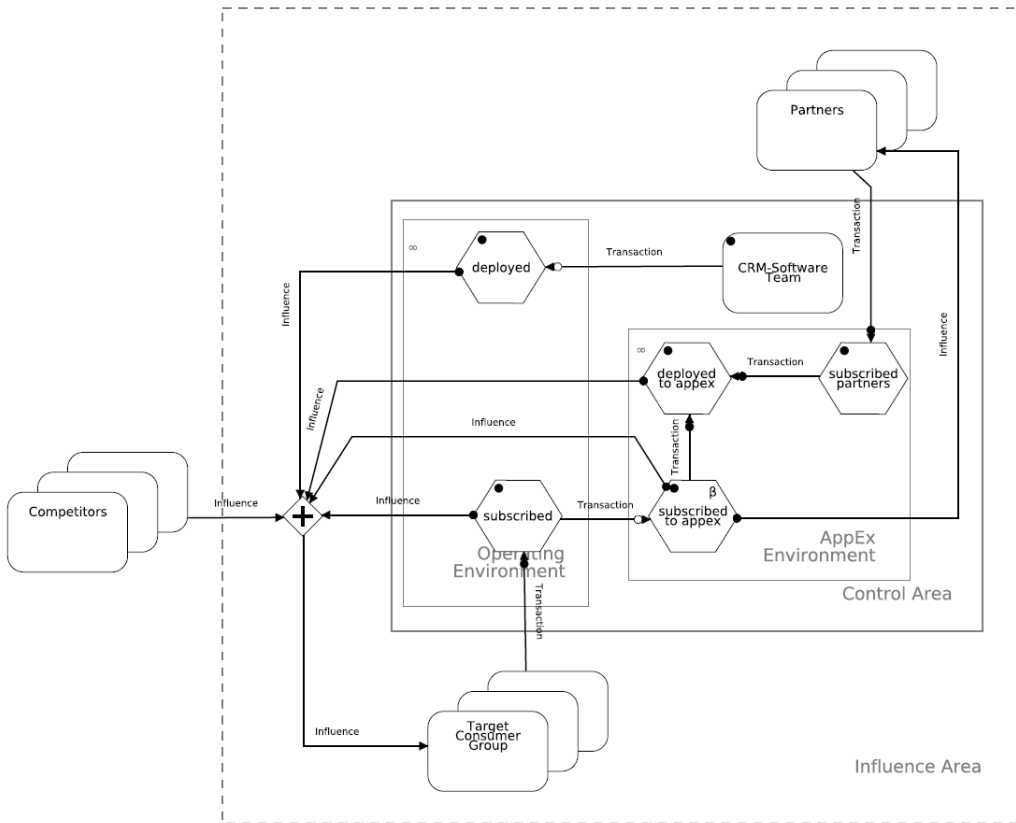 Partners
Transaction
∞
deployed
Transaction
CRM-Software
Team
Influence
Influence
∞
deployed
to appex
Transaction
subscribed
partners
Influence
Influence
Transaction
Competitors
Influence
Influence
subscribed
Transaction
β
subscribed
to appex
Operating
Environment
AppEx
Environment
Control Area
Transaction
Influence
Target
Consumer
Group
Influence Area